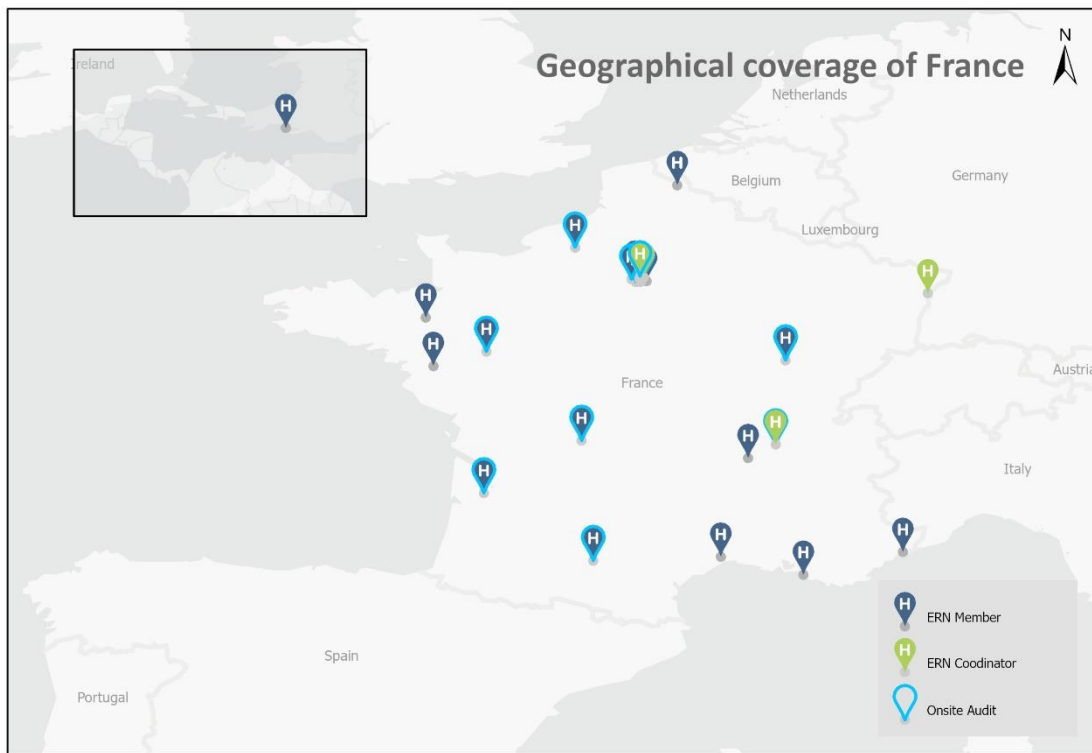 Geographical coverage of France
N
Ireland
Netherlands
H
H
Belgium
Germany
Luxembourg
H
H
H
H
H
H
H
H
France
Austria
H
H
H
H
Italy
H
H
H
H
H
ERN Member
H
ERN Coodinator
Spain
Portugal
Onsite Audit